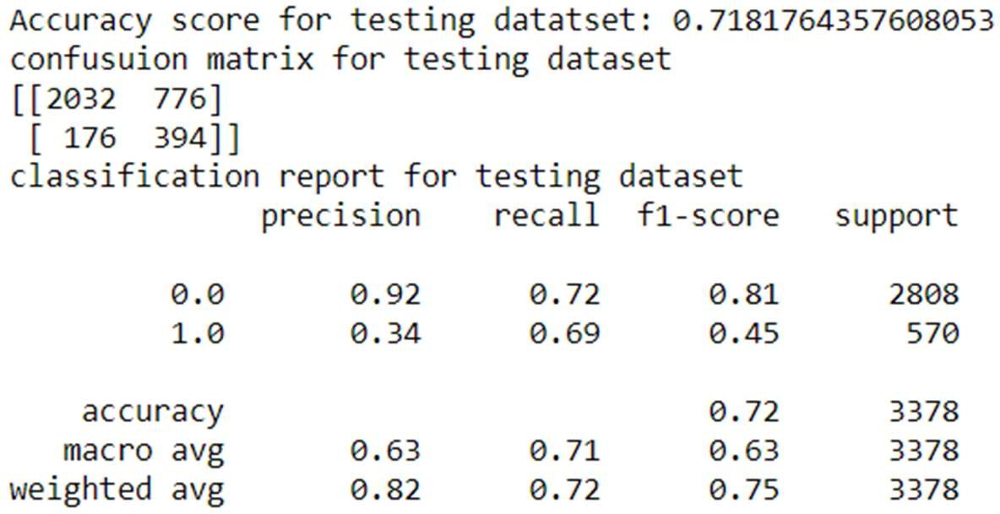 Accuracy score for testing datatset: 0.7181764357608053
confusuion matrix for testing dataset
[[2032  776]
 [ 176  394]]
classification report for testing dataset
              precision    recall  f1-score   support

         0.0       0.92      0.72      0.81      2808
         1.0       0.34      0.69      0.45       570

    accuracy                           0.72      3378
   macro avg       0.63      0.71      0.63      3378
weighted avg       0.82      0.72      0.75      3378